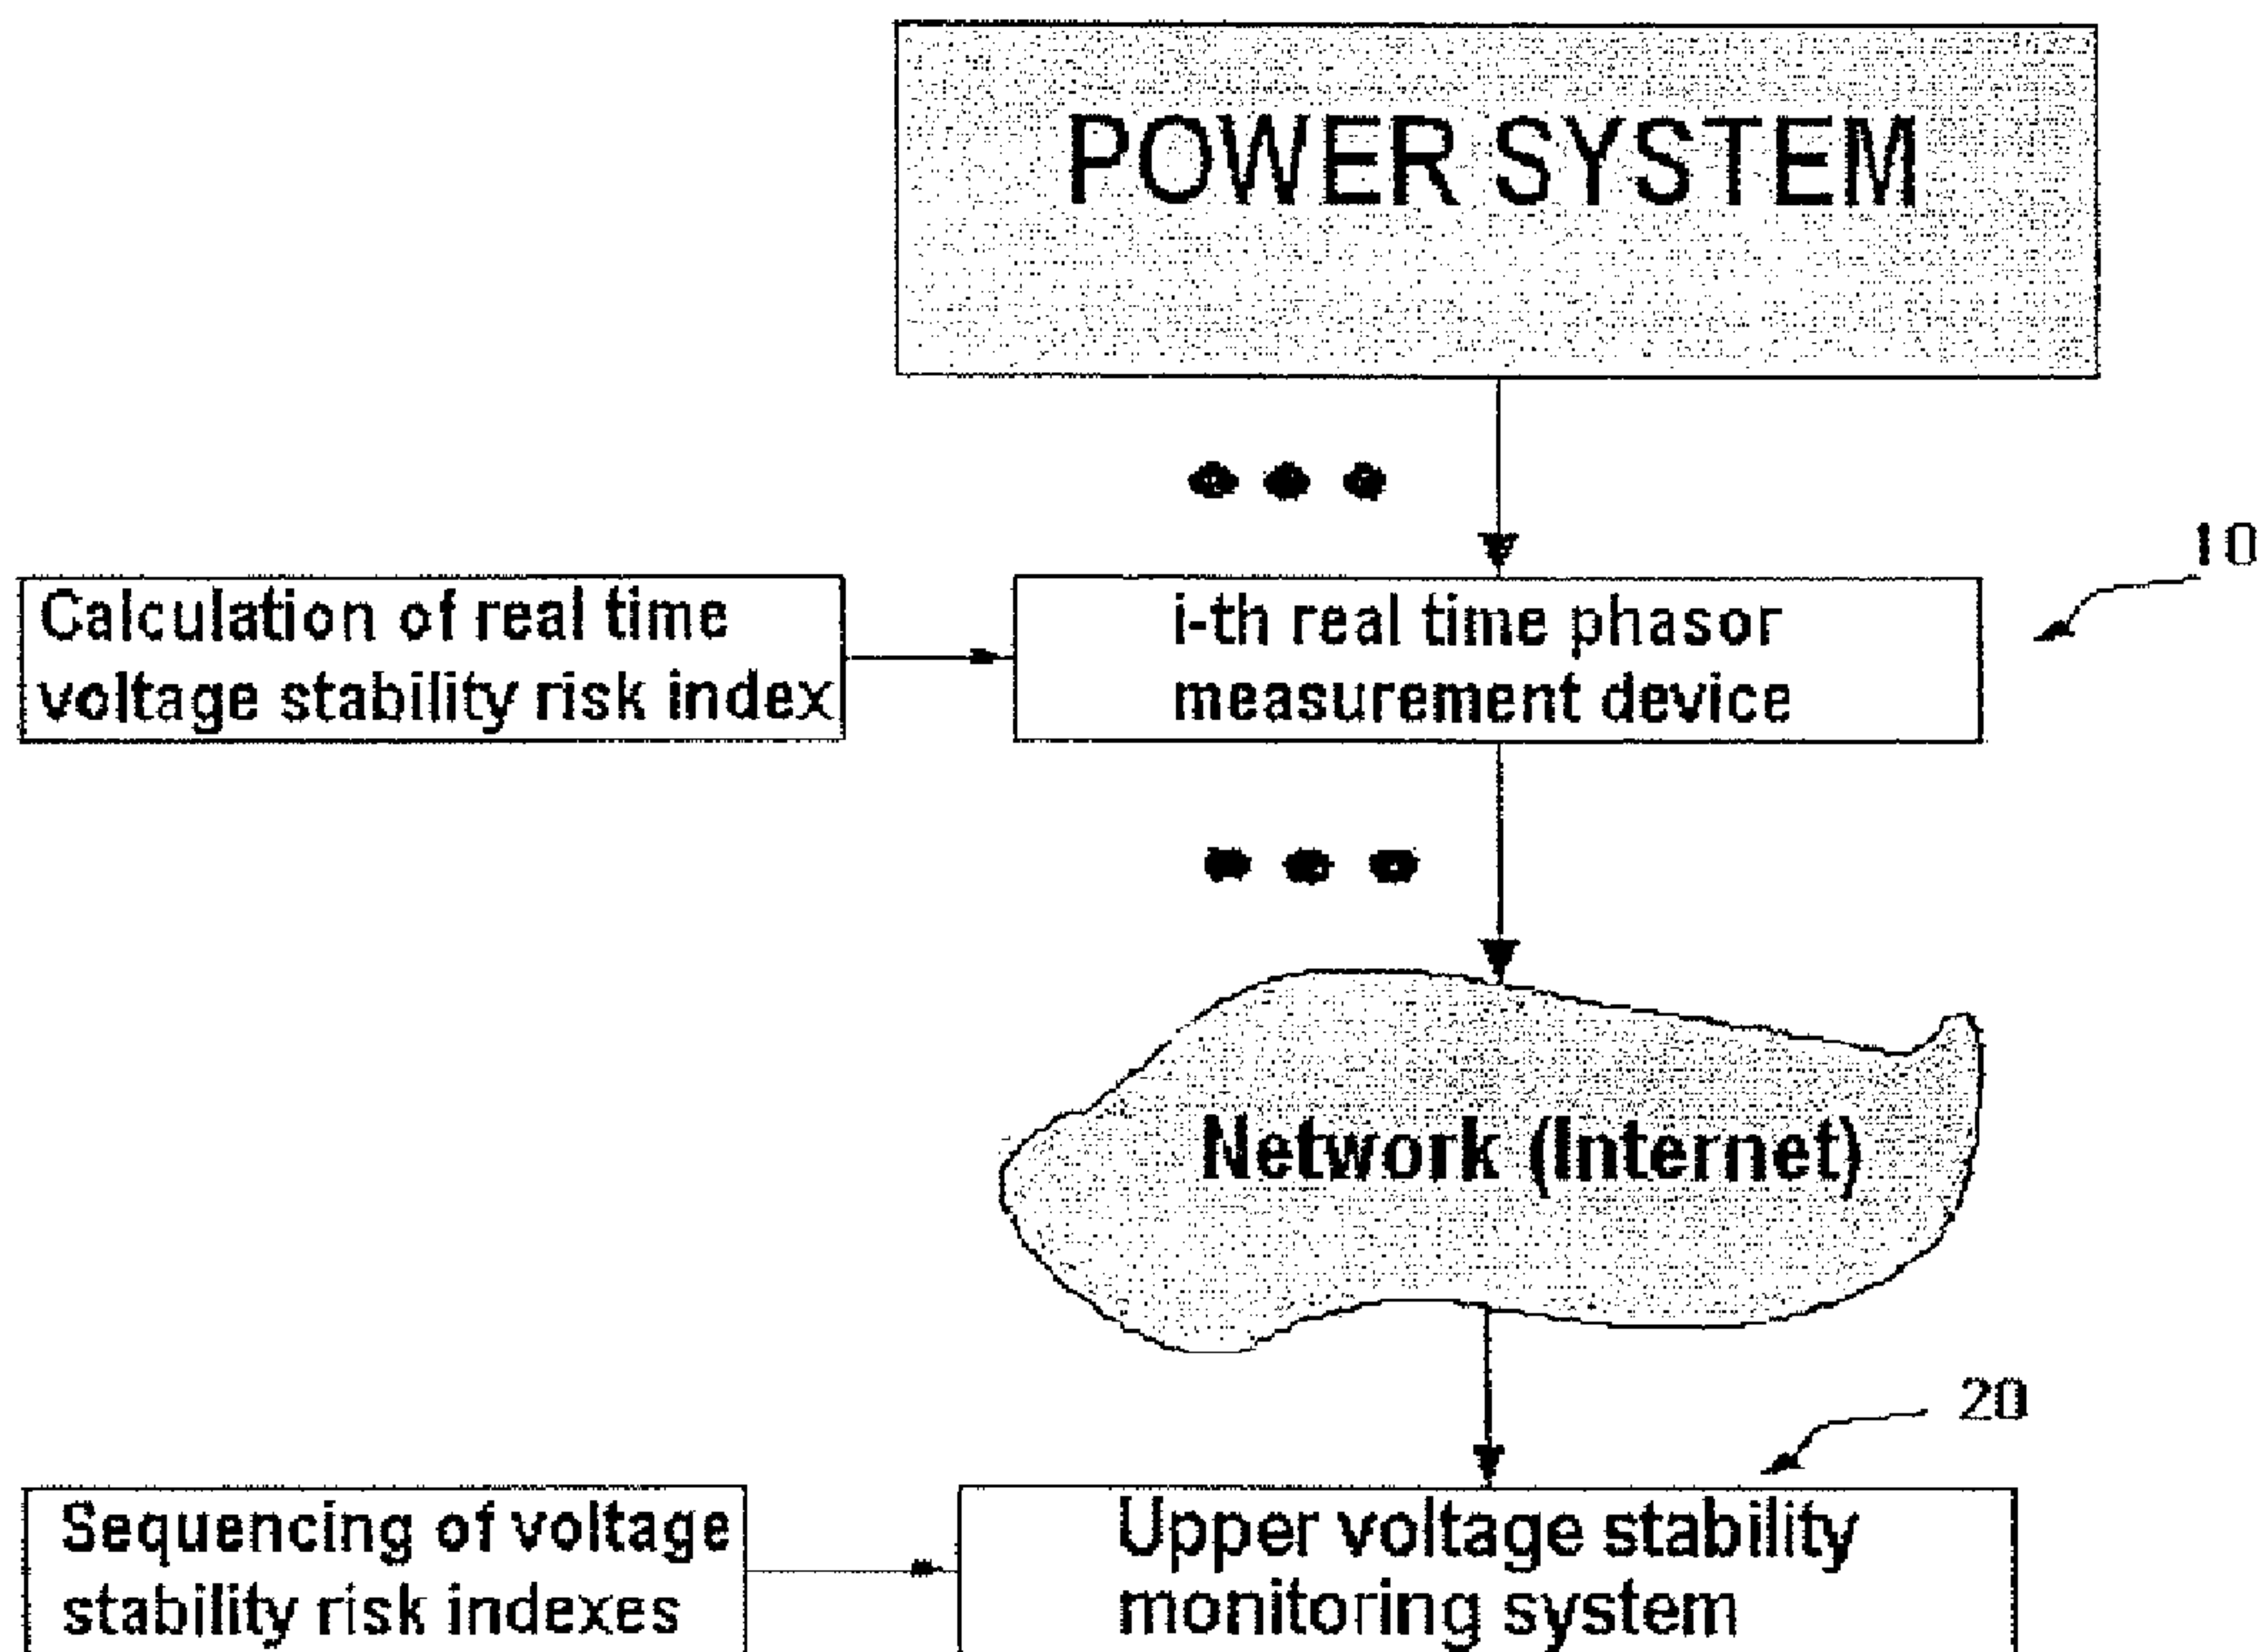 POWER SYSTEM
10
Calculation of real time
voltage stability risk index
i-th real time phasor
measurement device
Network (Internet)
20
Sequencing of voltage
stability risk indexes
Upper voltage stability
monitoring system